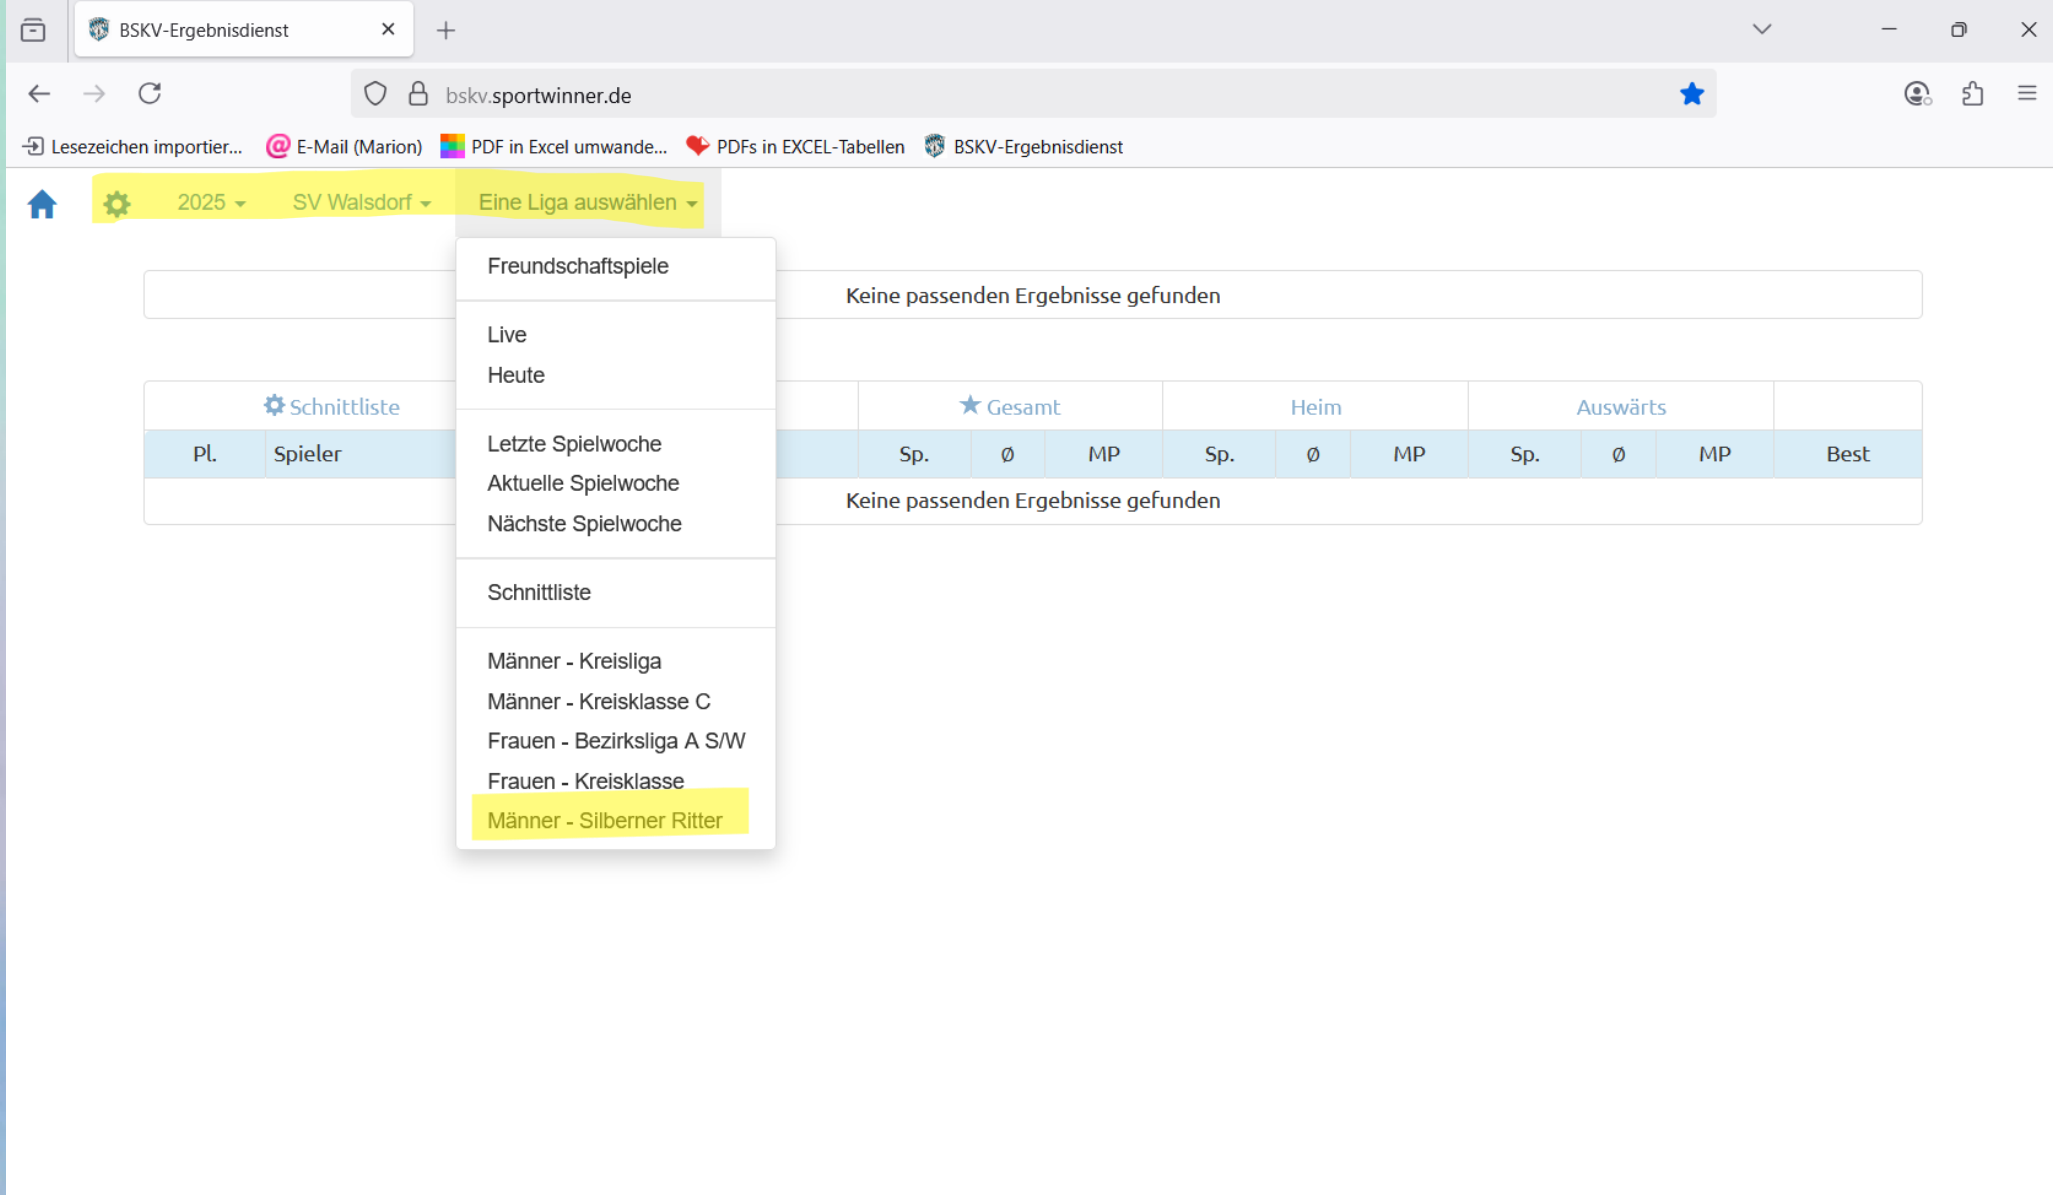 BSKV-Ergebnisdienst
bskv.sportwinner.de
Lesezeichen importier... E-Mail (Marion) PDF in Excel umwande... PDFs in EXCEL-Tabellen BSKV-Ergebnisdienst
2025 SV Walsdorf Eine Liga auswählen
Freundschaftspiele
Keine passenden Ergebnisse gefunden
Live
Heute
Schnittliste Gesamt Heim Auswärts
Letzte Spielwoche
Pl. Spieler Sp. Ø MP Sp. Ø MP Sp. Ø MP Best
Aktuelle Spielwoche
Keine passenden Ergebnisse gefunden
Nächste Spielwoche
Schnittliste
Männer - Kreisliga
Männer - Kreisklasse C
Frauen - Bezirksliga A S/W
Frauen - Kreisklasse
Männer - Silberner Ritter